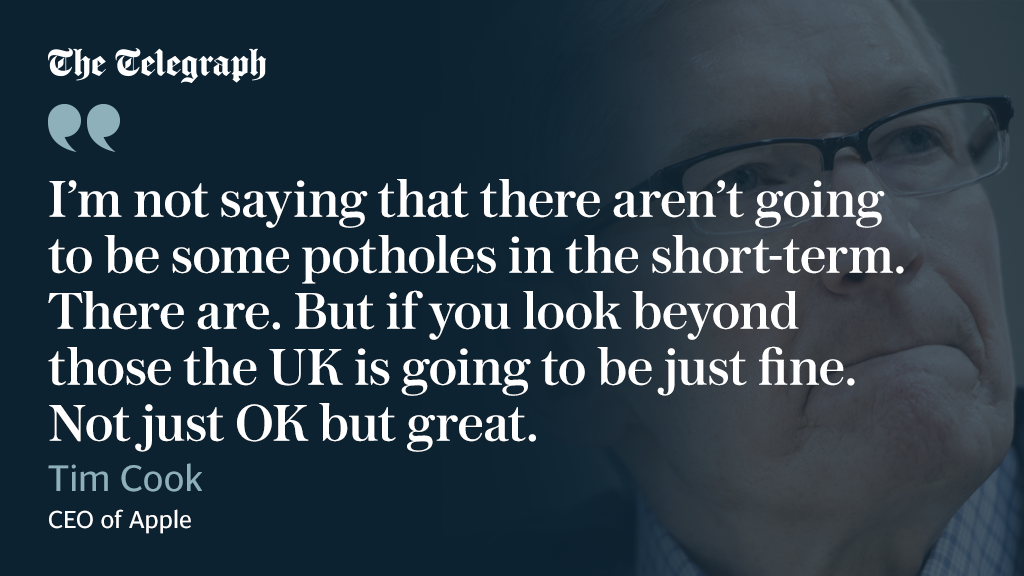 The Telegraph
I’m not saying that there aren’t going
to be some potholes in the short-term.
There are. But if you look beyond
those the UK is going to be just fine.
Not just OK but great.
Tim Cook
CEO of Apple